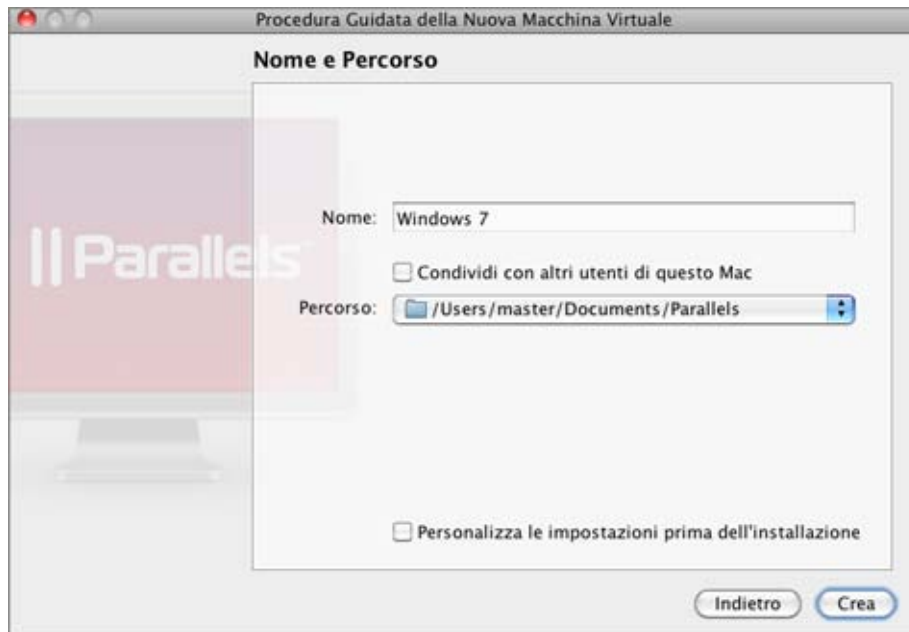 Procedura Guidata della Nuova Macchina Virtuale
Nome e Percorso
Parallels
Nome: Windows 7
Condividi con altri utenti di questo Mac
Percorso: /Users/master/Documents/Parallels
Personalizza le impostazioni prima dell'installazione
Indietro Crea